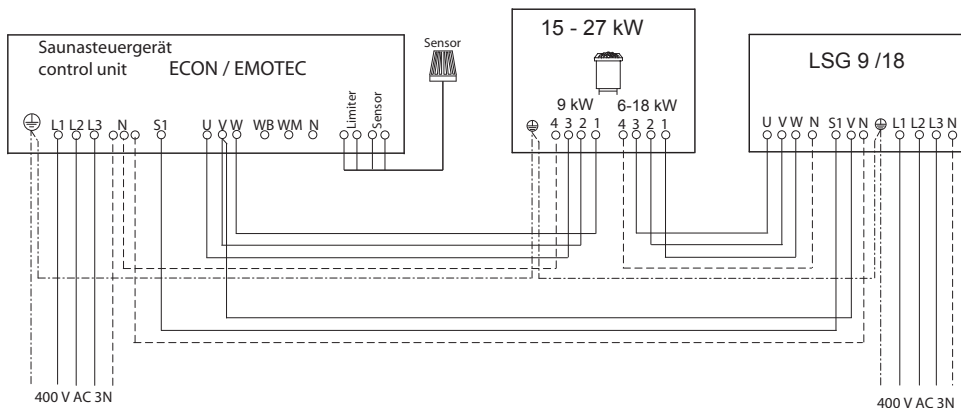 Saunasteuergerät
control unit ECON / EMOTEC
L1 L2 L3 N S1 U V W WB WM N Limiter Sensor
Sensor
15 - 27 kW
9 kW 6-18 kW
4 3 2 1 4 3 2 1
LSG 9 /18
U V W N S1 V N L1 L2 L3 N
400 V AC 3N
400 V AC 3N